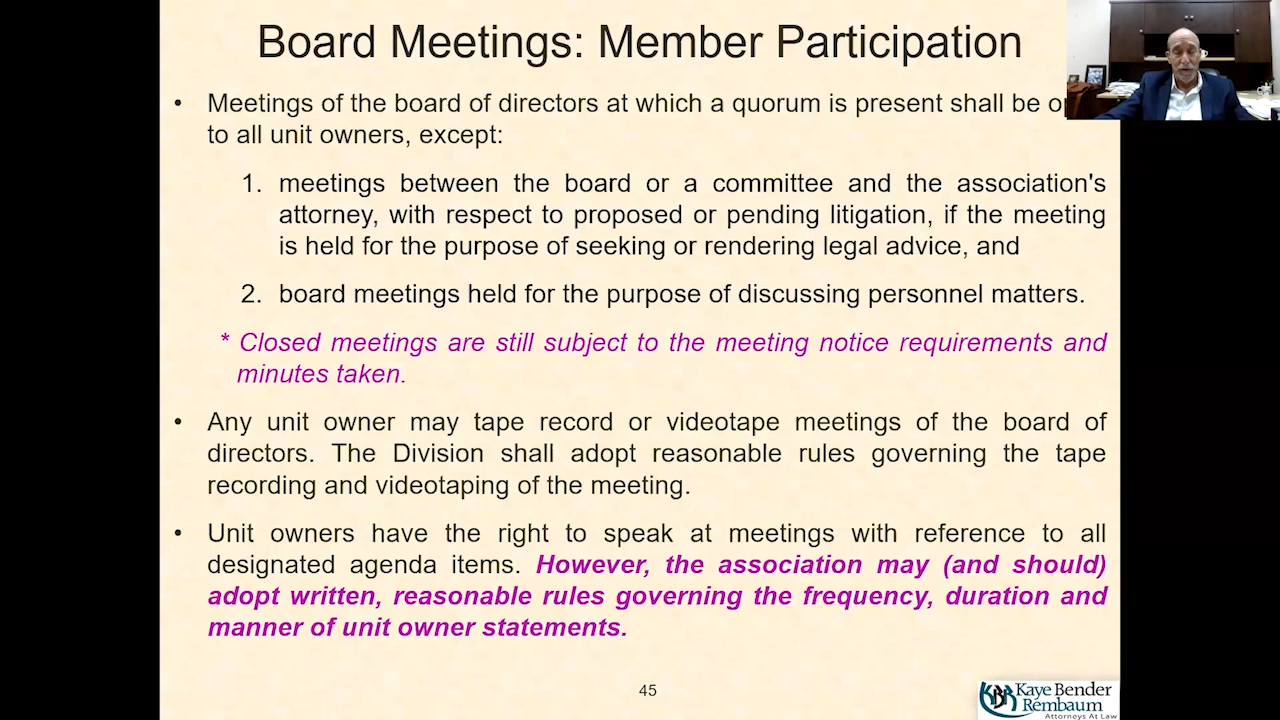 Board Meetings: Member Participation
• Meetings of the board of directors at which a quorum is present shall be
to all unit owners, except:
1. meetings between the board or a committee and the association's
attorney, with respect to proposed or pending litigation, if the meeting
is held for the purpose of seeking or rendering legal advice, and
2. board meetings held for the purpose of discussing personnel matters.
* Closed meetings are still subject to the meeting notice requirements and
minutes taken.
• Any unit owner may tape record or videotape meetings of the board of
directors. The Division shall adopt reasonable rules governing the tape
recording and videotaping of the meeting.
• Unit owners have the right to speak at meetings with reference to all
designated agenda items. However, the association may (and should)
adopt written, reasonable rules governing the frequency, duration and
manner of unit owner statements.
45
KBR Kaye Bender
Rembaum
Attorneys At Law